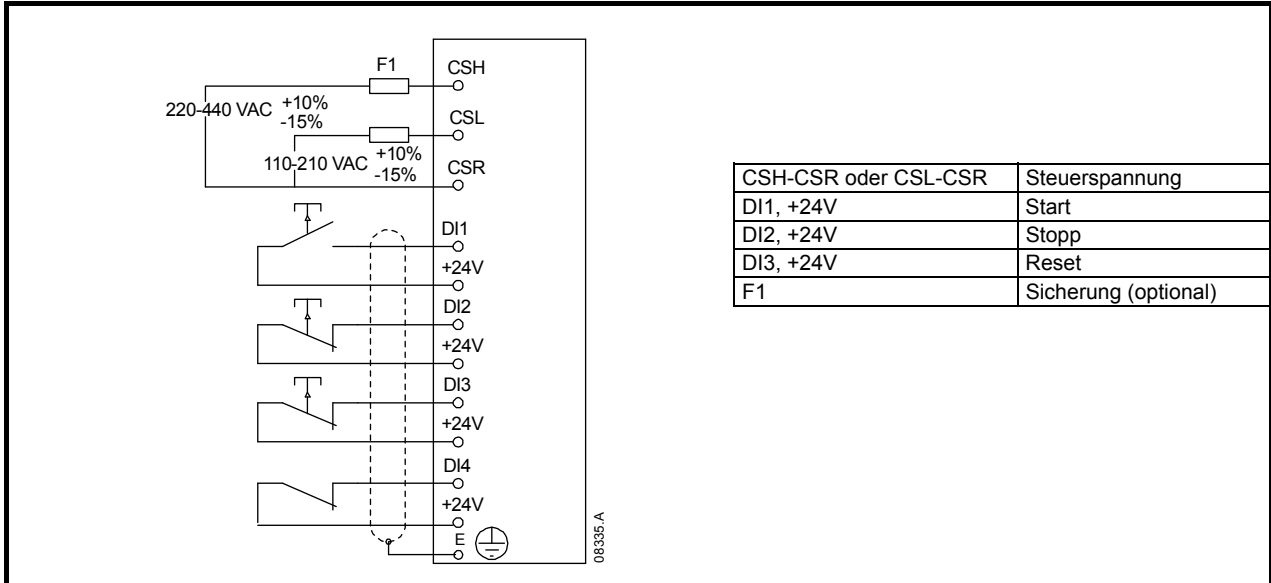 F1
CSH
220-440 VAC +10%
-15%
CSL
110-210 VAC +10%
-15%
CSR
DI1
+24V
DI2
+24V
DI3
+24V
DI4
+24V
E
08335.A
CSH-CSR oder CSL-CSR Steuerspannung
DI1, +24V Start
DI2, +24V Stopp
DI3, +24V Reset
F1 Sicherung (optional)